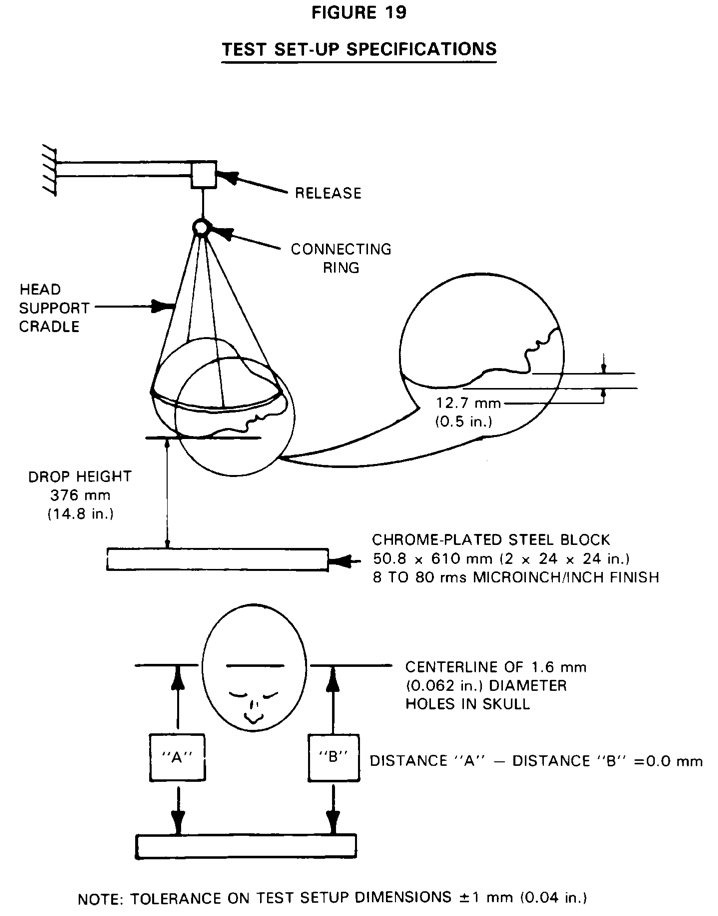 FIGURE 19
TEST SET-UP SPECIFICATIONS
RELEASE
CONNECTING
RING
HEAD
SUPPORT
CRADLE
12.7 mm
(0.5 in.)
DROP HEIGHT
376 mm
(14.8 in.)
CHROME-PLATED STEEL BLOCK
50.8 x 610 mm (2 x 24 x 24 in.)
8 TO 80 rms MICROINCH/INCH FINISH
CENTERLINE OF 1.6 mm
(0.062 in.) DIAMETER
HOLES IN SKULL
"A"
"B"
DISTANCE "A" – DISTANCE "B" =0.0 mm
NOTE: TOLERANCE ON TEST SETUP DIMENSIONS ±1 mm (0.04 in.)